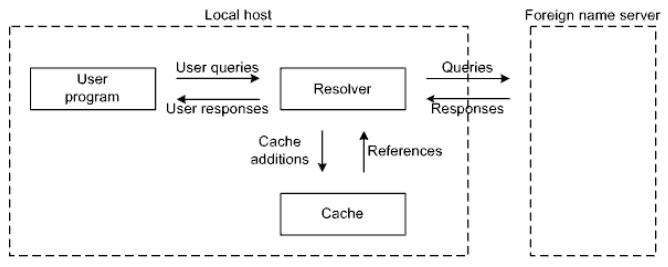 Local host
Foreign name server
User
program
User queries
User responses
Resolver
Queries
Responses
Cache
additions
References
Cache